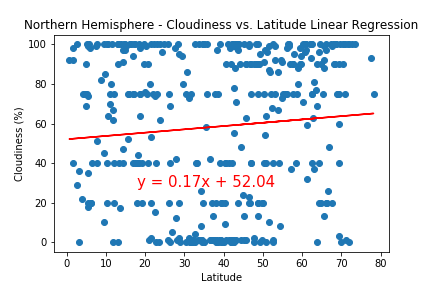 Northern Hemisphere - Cloudiness vs. Latitude Linear Regression
100
80
60
40
20
0
Cloudiness (%)
y = 0.17x + 52.04
0 10 20 30 40 50 60 70 80
Latitude